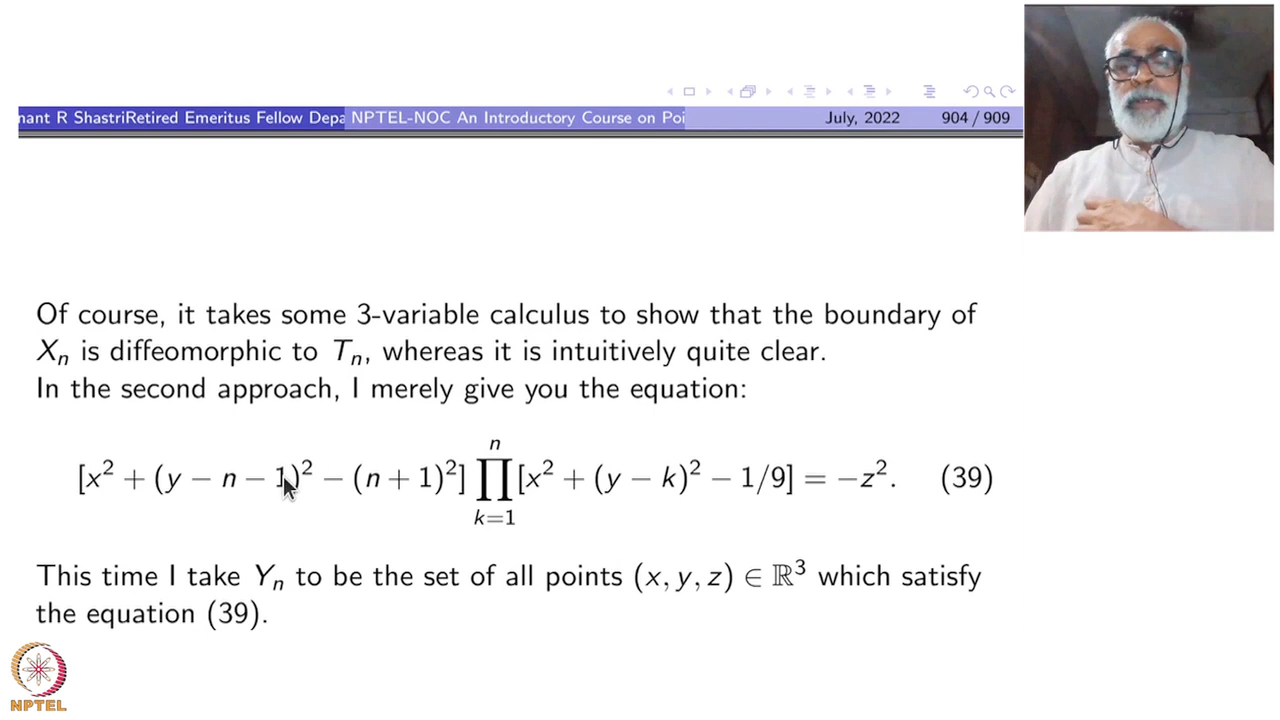 nant R ShastriRetired Emeritus Fellow Depa NPTEL-NOC An Introductory Course on Poi July, 2022 904 / 909
Of course, it takes some 3-variable calculus to show that the boundary of
Xₙ is diffeomorphic to Tₙ, whereas it is intuitively quite clear.
In the second approach, I merely give you the equation:
[x² + (y − n − 1)² − (n + 1)²] ∏ₖ₌₁ⁿ [x² + (y − k)² − 1/9] = −z². (39)
This time I take Yₙ to be the set of all points (x, y, z) ∈ ℝ³ which satisfy
the equation (39).
NPTEL